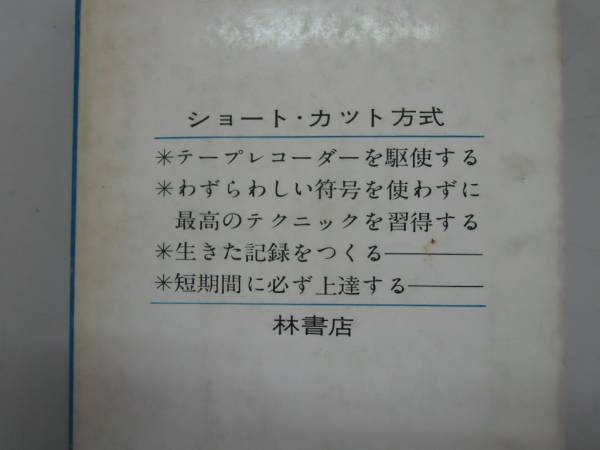 ショート・カット方式
＊テープレコーダーを駆使する
＊わずらわしい符号を使わずに
最高のテクニックを習得する
＊生きた記録をつくる———
＊短期間に必ず上達する———
林書店